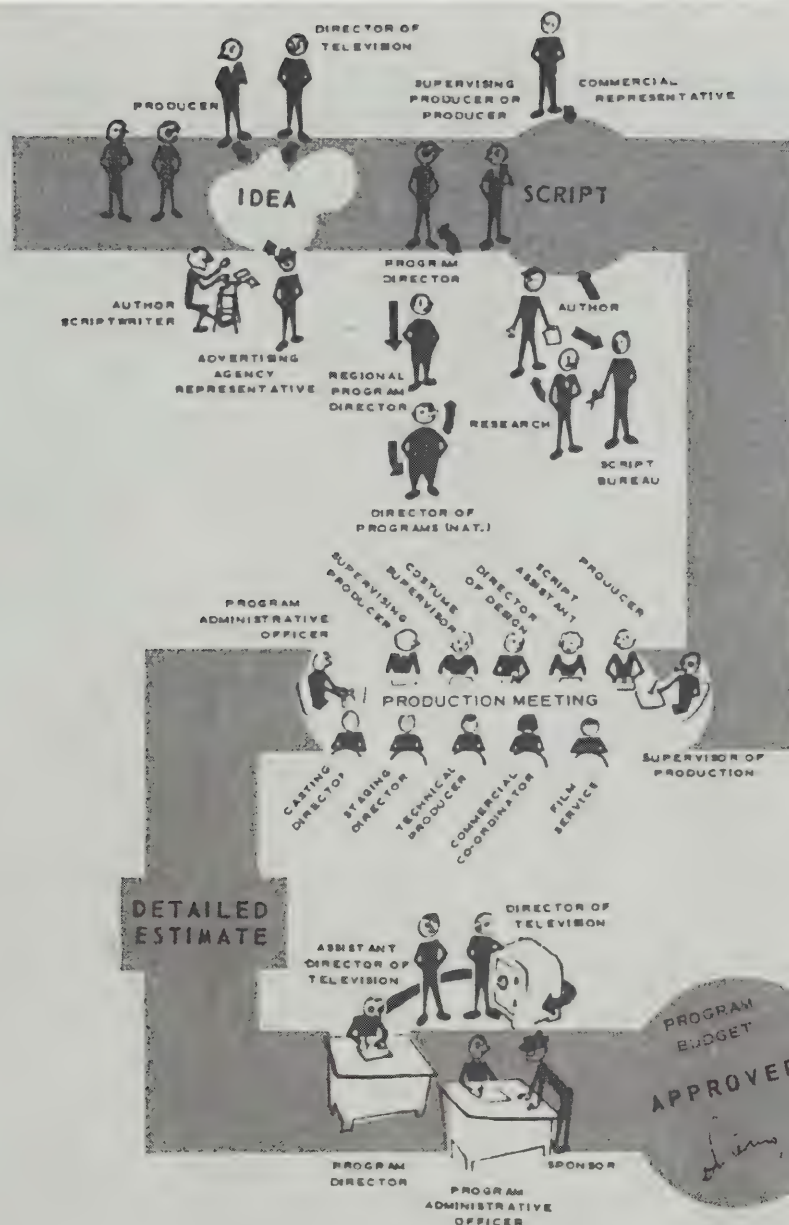 DIRECTOR OF
TELEVISION
PRODUCER
SUPERVISING
PRODUCER OR
PRODUCER
COMMERCIAL
REPRESENTATIVE
IDEA
SCRIPT
AUTHOR
SCRIPTWRITER
ADVERTISING
AGENCY
REPRESENTATIVE
PROGRAM
DIRECTOR
REGIONAL
PROGRAM
DIRECTOR
DIRECTOR OF
PROGRAMS (NAT.)
AUTHOR
RESEARCH
SCRIPT
BUREAU
PROGRAM
ADMINISTRATIVE
OFFICER
SUPERVISING
PRODUCER
COSTUME
SUPERVISOR
DIRECTOR
OF DESIGN
SCRIPT
ASSISTANT
PRODUCER
PRODUCTION MEETING
SUPERVISOR OF
PRODUCTION
CASTING
DIRECTOR
STAGING
DIRECTOR
TECHNICAL
PRODUCER
COMMERCIAL
CO-ORDINATOR
FILM
SERVICE
DETAILED
ESTIMATE
ASSISTANT
DIRECTOR OF
TELEVISION
DIRECTOR OF
TELEVISION
PROGRAM
BUDGET
APPROVED
PROGRAM
DIRECTOR
PROGRAM
ADMINISTRATIVE
OFFICER
SPONSOR